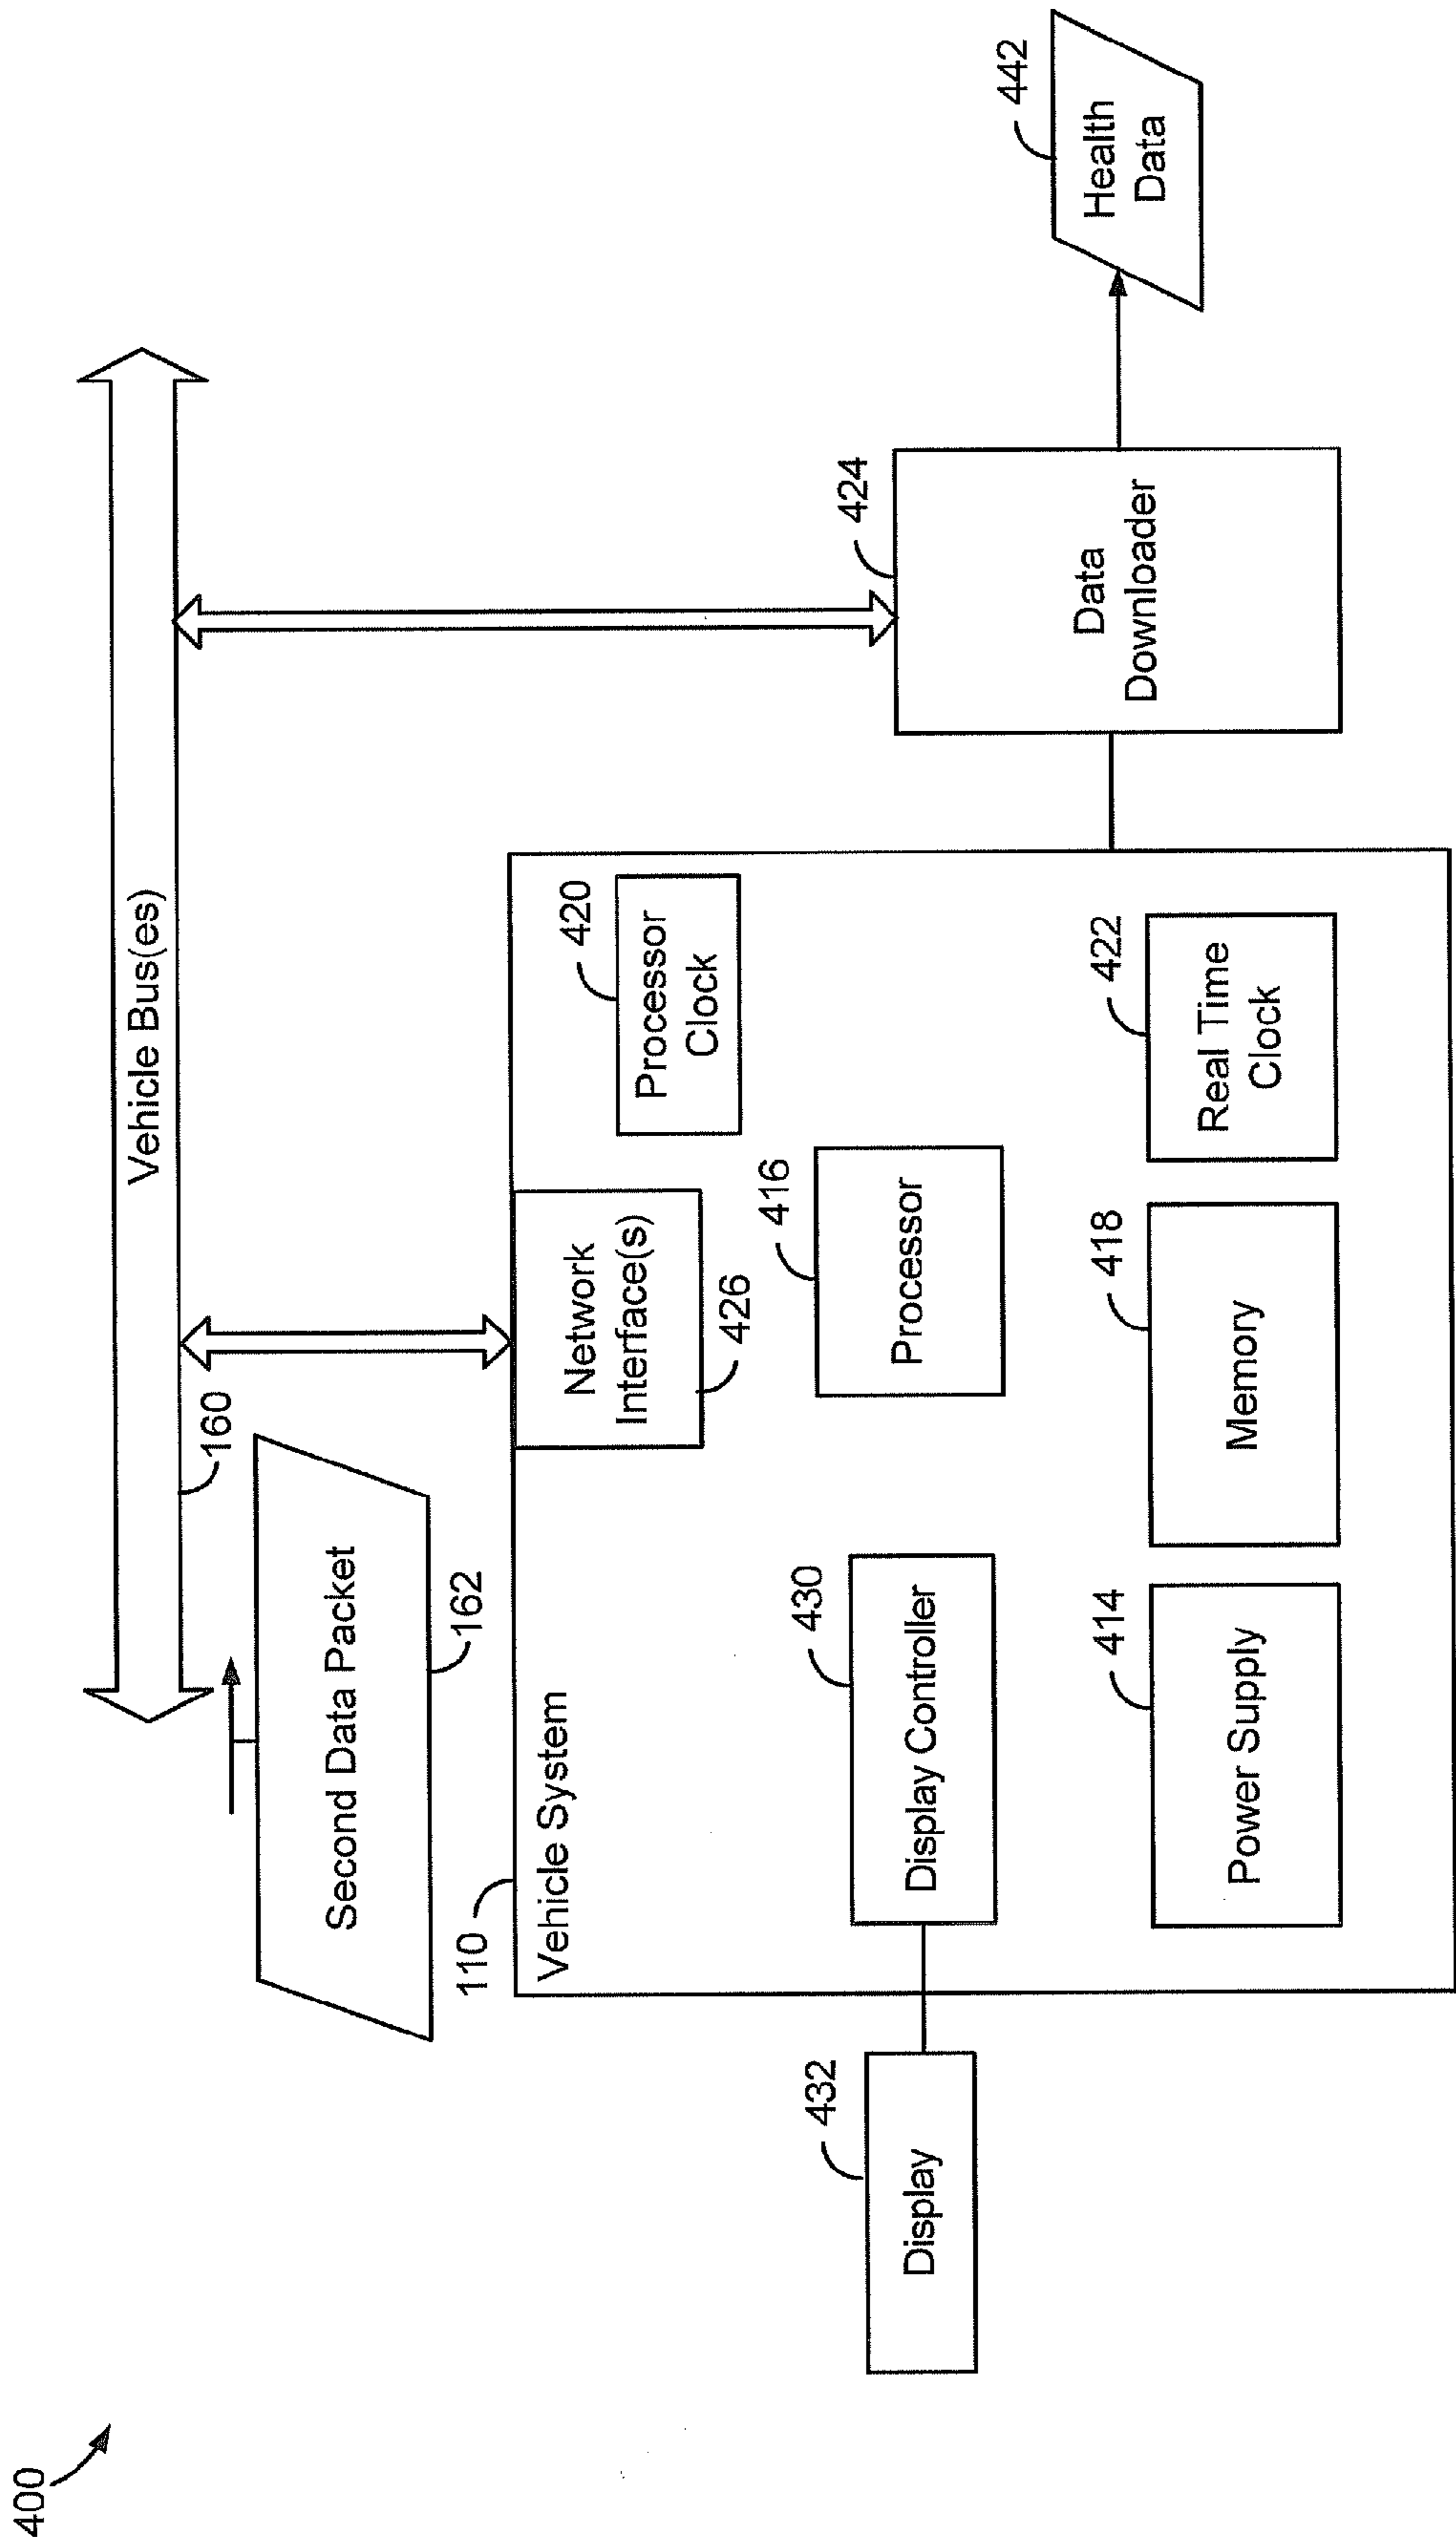 400
Vehicle Bus(es)
160
Second Data Packet
162
110
Vehicle System
Network
Interface(s)
426
420
Processor
Clock
424
Data
Downloader
442
Health
Data
432
Display
430
Display Controller
416
Processor
414
Power Supply
418
Memory
422
Real Time
Clock